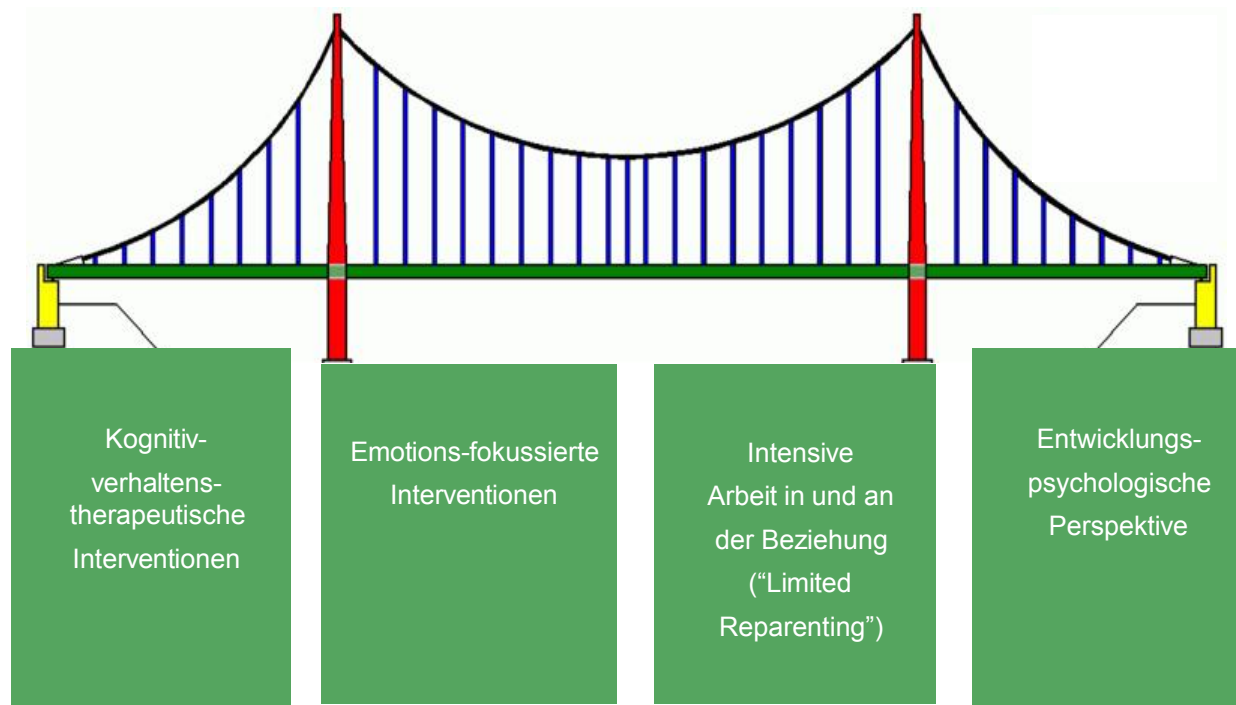 Kognitiv-
verhaltens-
therapeutische
Interventionen
Emotions-fokussierte
Interventionen
Intensive
Arbeit in und an
der Beziehung
(“Limited
Reparenting”)
Entwicklungs-
psychologische
Perspektive